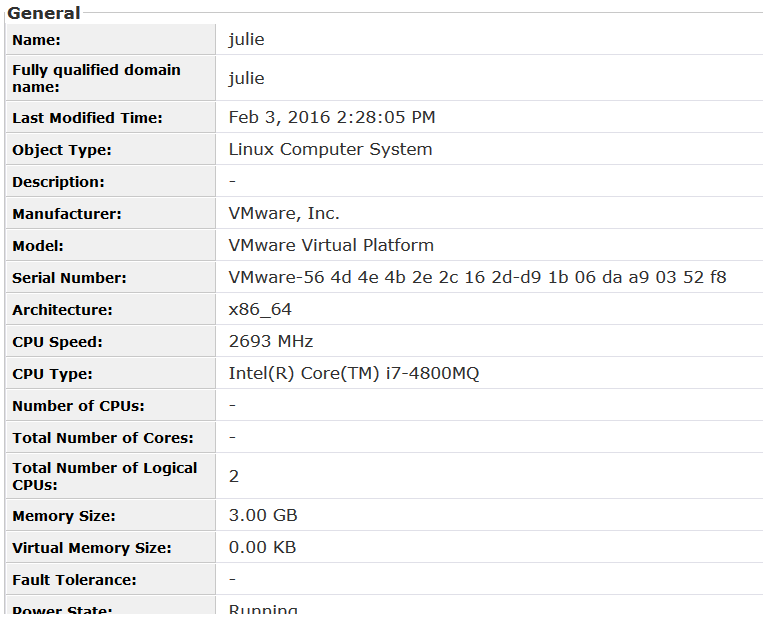 General
Name: julie
Fully qualified domain
name: julie
Last Modified Time: Feb 3, 2016 2:28:05 PM
Object Type: Linux Computer System
Description: -
Manufacturer: VMware, Inc.
Model: VMware Virtual Platform
Serial Number: VMware-56 4d 4e 4b 2e 2c 16 2d-d9 1b 06 da a9 03 52 f8
Architecture: x86_64
CPU Speed: 2693 MHz
CPU Type: Intel(R) Core(TM) i7-4800MQ
Number of CPUs: -
Total Number of Cores: -
Total Number of Logical
CPUs: 2
Memory Size: 3.00 GB
Virtual Memory Size: 0.00 KB
Fault Tolerance: -
Power State: Running